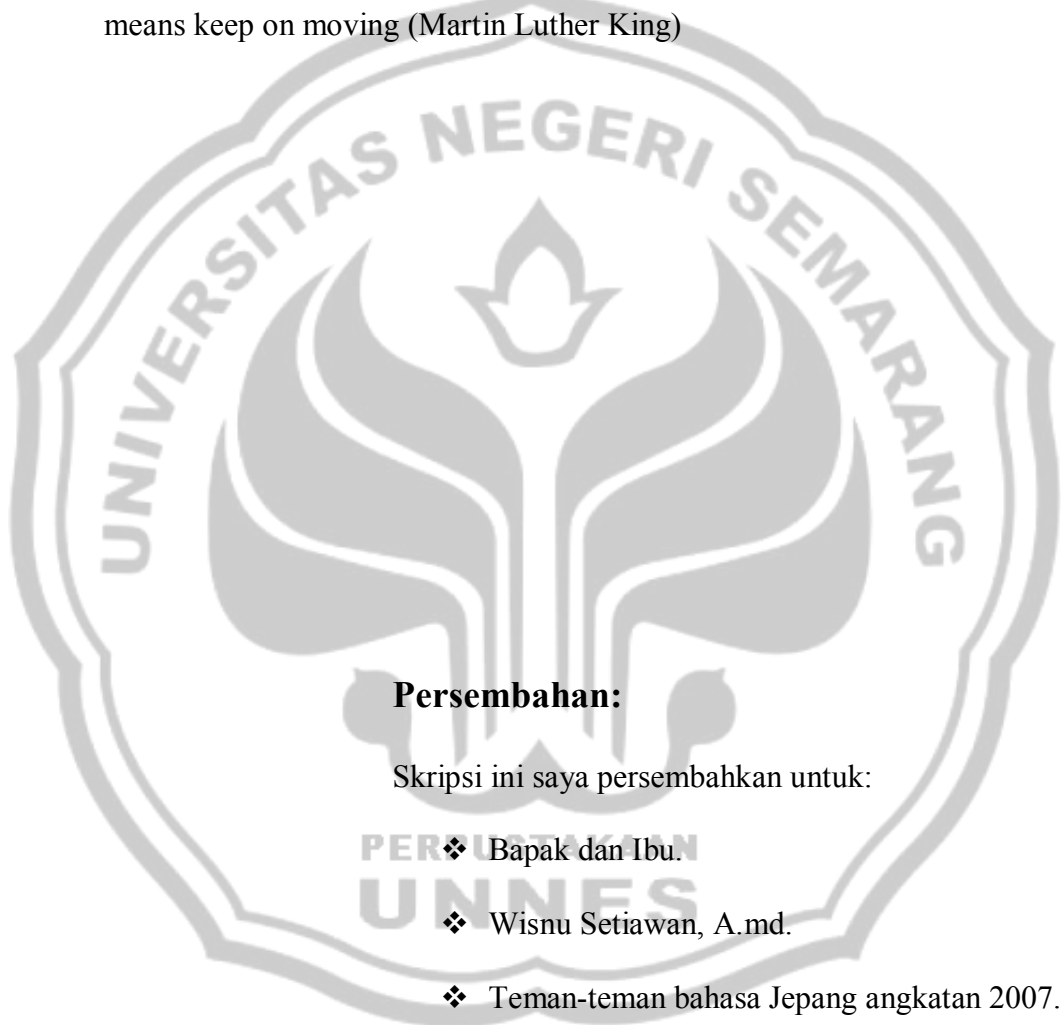 means keep on moving (Martin Luther King)
UNIVERSITAS NEGERI SEMARANG
Persembahan:
Skripsi ini saya persembahkan untuk:
PERPUSTAKAAN
❖ Bapak dan Ibu.
UNNES
❖ Wisnu Setiawan, A.md.
❖ Teman-teman bahasa Jepang angkatan 2007.